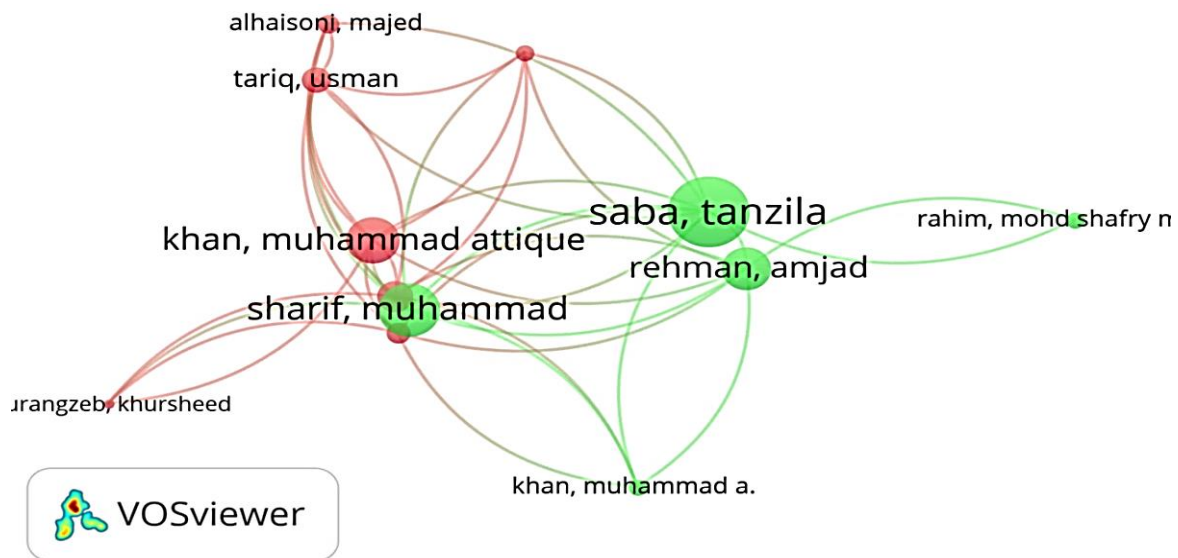 alhaisoni, majed
tariq, usman
saba, tanzila
rahim, mohd shafry m
khan, muhammad attique
rehman, amjad
sharif, muhammad
urangzeb, khursheed
khan, muhammad a.
VOSviewer